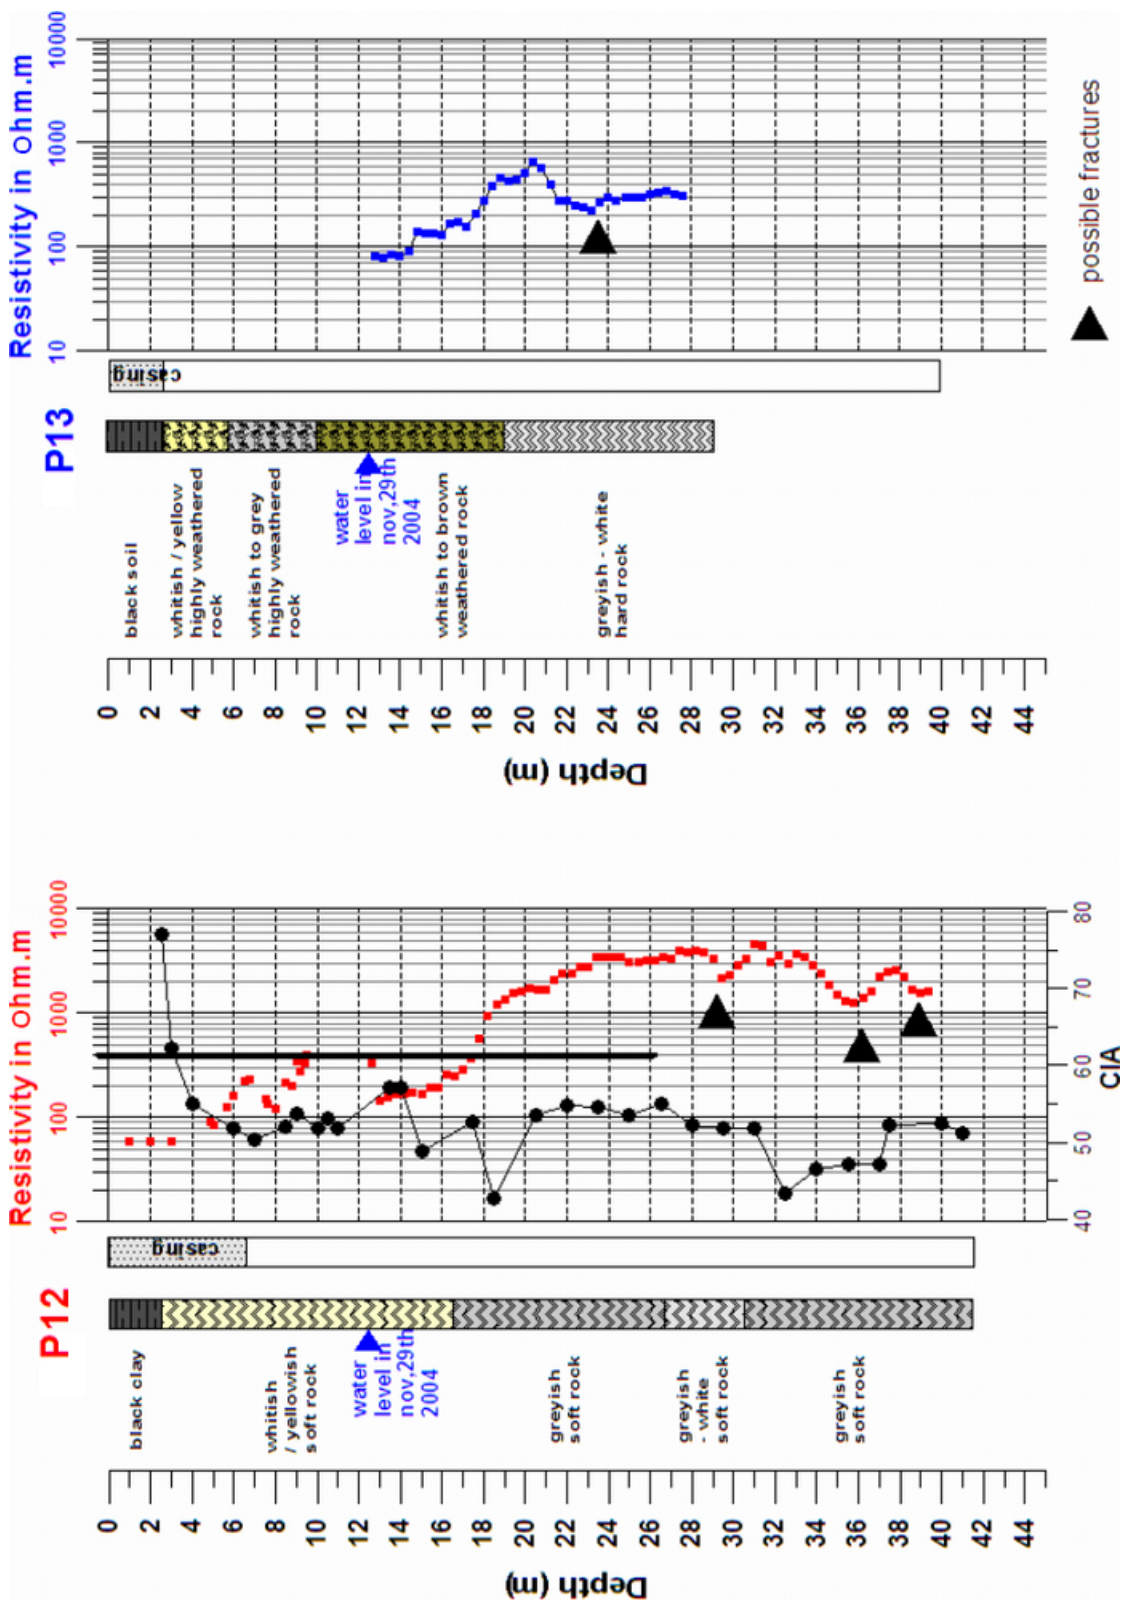 Resistivity in Ohm.m
10
100
1000
10000
casing
P13
black soil
whitish / yellow
highly weathered
rock
whitish to grey
highly weathered
rock
water
level in
nov,29th
2004
whitish to brown
weathered rock
greyish - white
hard rock
0
2
4
6
8
10
12
14
16
18
20
22
24
26
28
30
32
34
36
38
40
42
44
Depth (m)
possible fractures
Resistivity in Ohm.m
10
100
1000
10000
40
50
60
70
80
CIA
casing
P12
black clay
whitish
/ yellowish
soft rock
water
level in
nov,29th
2004
greyish
soft rock
greyish
- white
soft rock
greyish
soft rock
0
2
4
6
8
10
12
14
16
18
20
22
24
26
28
30
32
34
36
38
40
42
44
Depth (m)